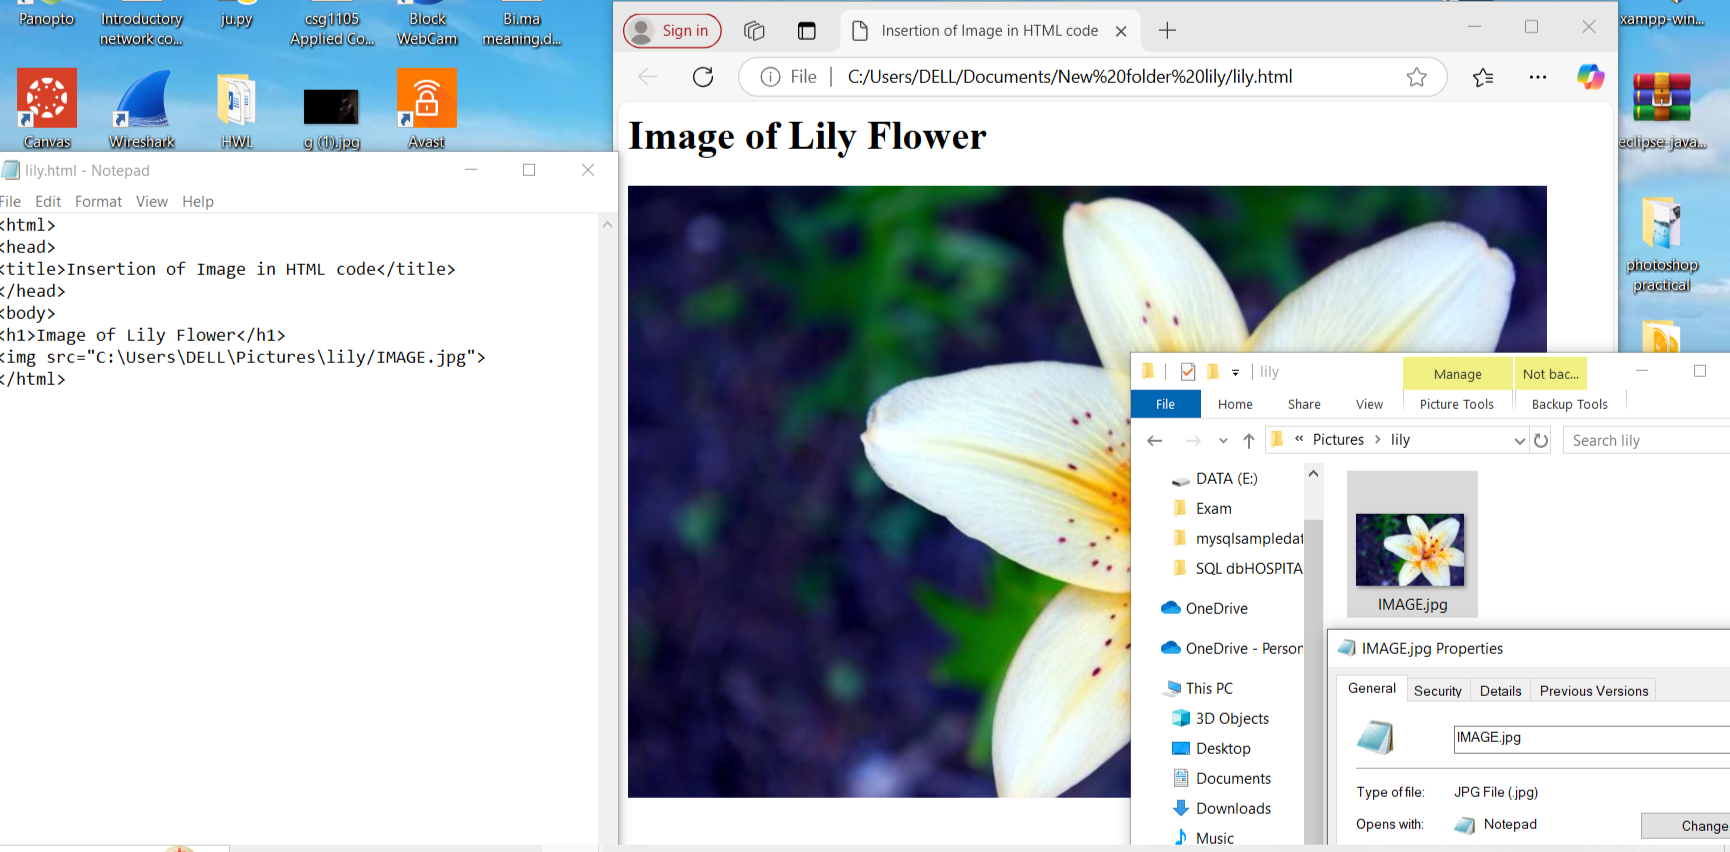 Panopto
Introductory
network co...
ju.py
csg1105
Applied Co...
Block
WebCam
Bi.ma
meaning.d...
Canvas
Wireshark
HWL
g (1).jpg
Avast
lily.html - Notepad
File Edit Format View Help
<html>
<head>
<title>Insertion of Image in HTML code</title>
</head>
<body>
<h1>Image of Lily Flower</h1>
<img src="C:\Users\DELL\Pictures\lily/IMAGE.jpg">
</html>
Sign in
Insertion of Image in HTML code
File C:/Users/DELL/Documents/New%20folder%20lily/lily.html
Image of Lily Flower
xampp-win...
eclipse-java...
photoshop
practical
lily
Manage Not bac...
File Home Share View Picture Tools Backup Tools
« Pictures > lily
Search lily
DATA (E:)
Exam
mysqlsampledat
SQL dbHOSPITA
OneDrive
OneDrive - Person
This PC
3D Objects
Desktop
Documents
Downloads
Music
IMAGE.jpg
IMAGE.jpg Properties
General Security Details Previous Versions
IMAGE.jpg
Type of file: JPG File (.jpg)
Opens with: Notepad
Change